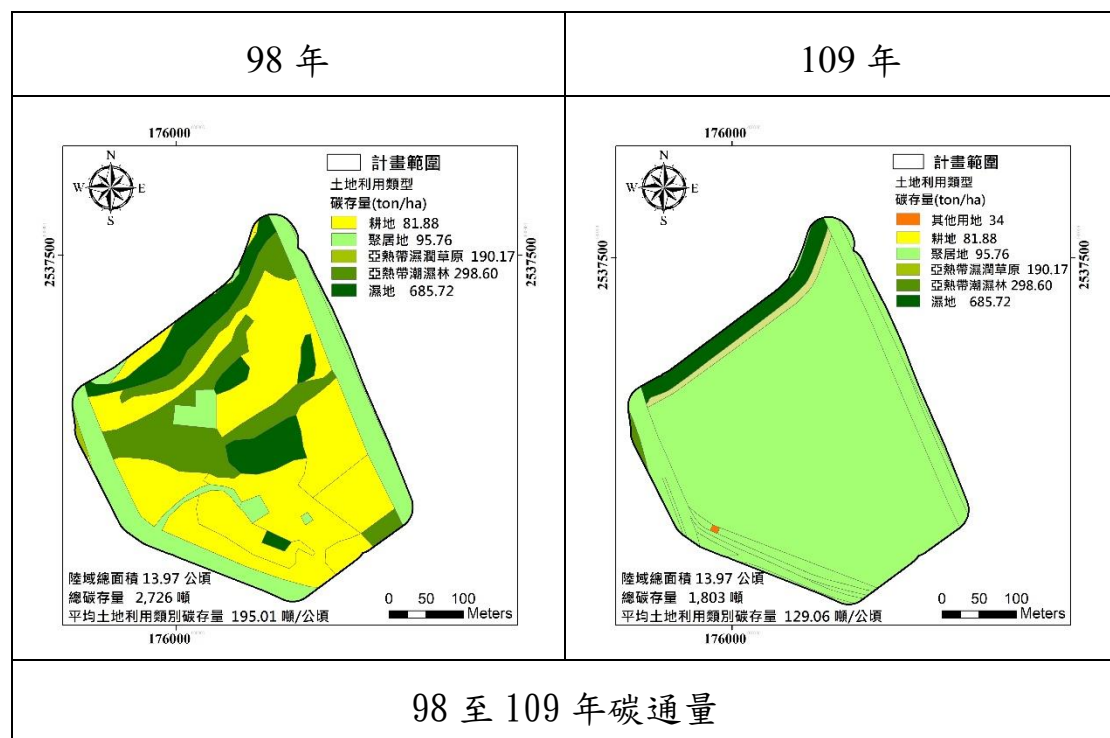 98 年
109 年
176000
N
W
E
S
計畫範圍
土地利用類型
碳存量(ton/ha)
耕地 81.88
聚居地 95.76
亞熱帶濕潤草原 190.17
亞熱帶潮濕林 298.60
濕地 685.72
2537500
2537500
陸域總面積 13.97 公頃
總碳存量 2,726 噸
平均土地利用類別碳存量 195.01 噸/公頃
0 50 100
Meters
176000
176000
N
W
E
S
計畫範圍
土地利用類型
碳存量(ton/ha)
其他用地 34
耕地 81.88
聚居地 95.76
亞熱帶濕潤草原 190.17
亞熱帶潮濕林 298.60
濕地 685.72
2537500
2537500
陸域總面積 13.97 公頃
總碳存量 1,803 噸
平均土地利用類別碳存量 129.06 噸/公頃
0 50 100
Meters
176000
98 至 109 年碳通量